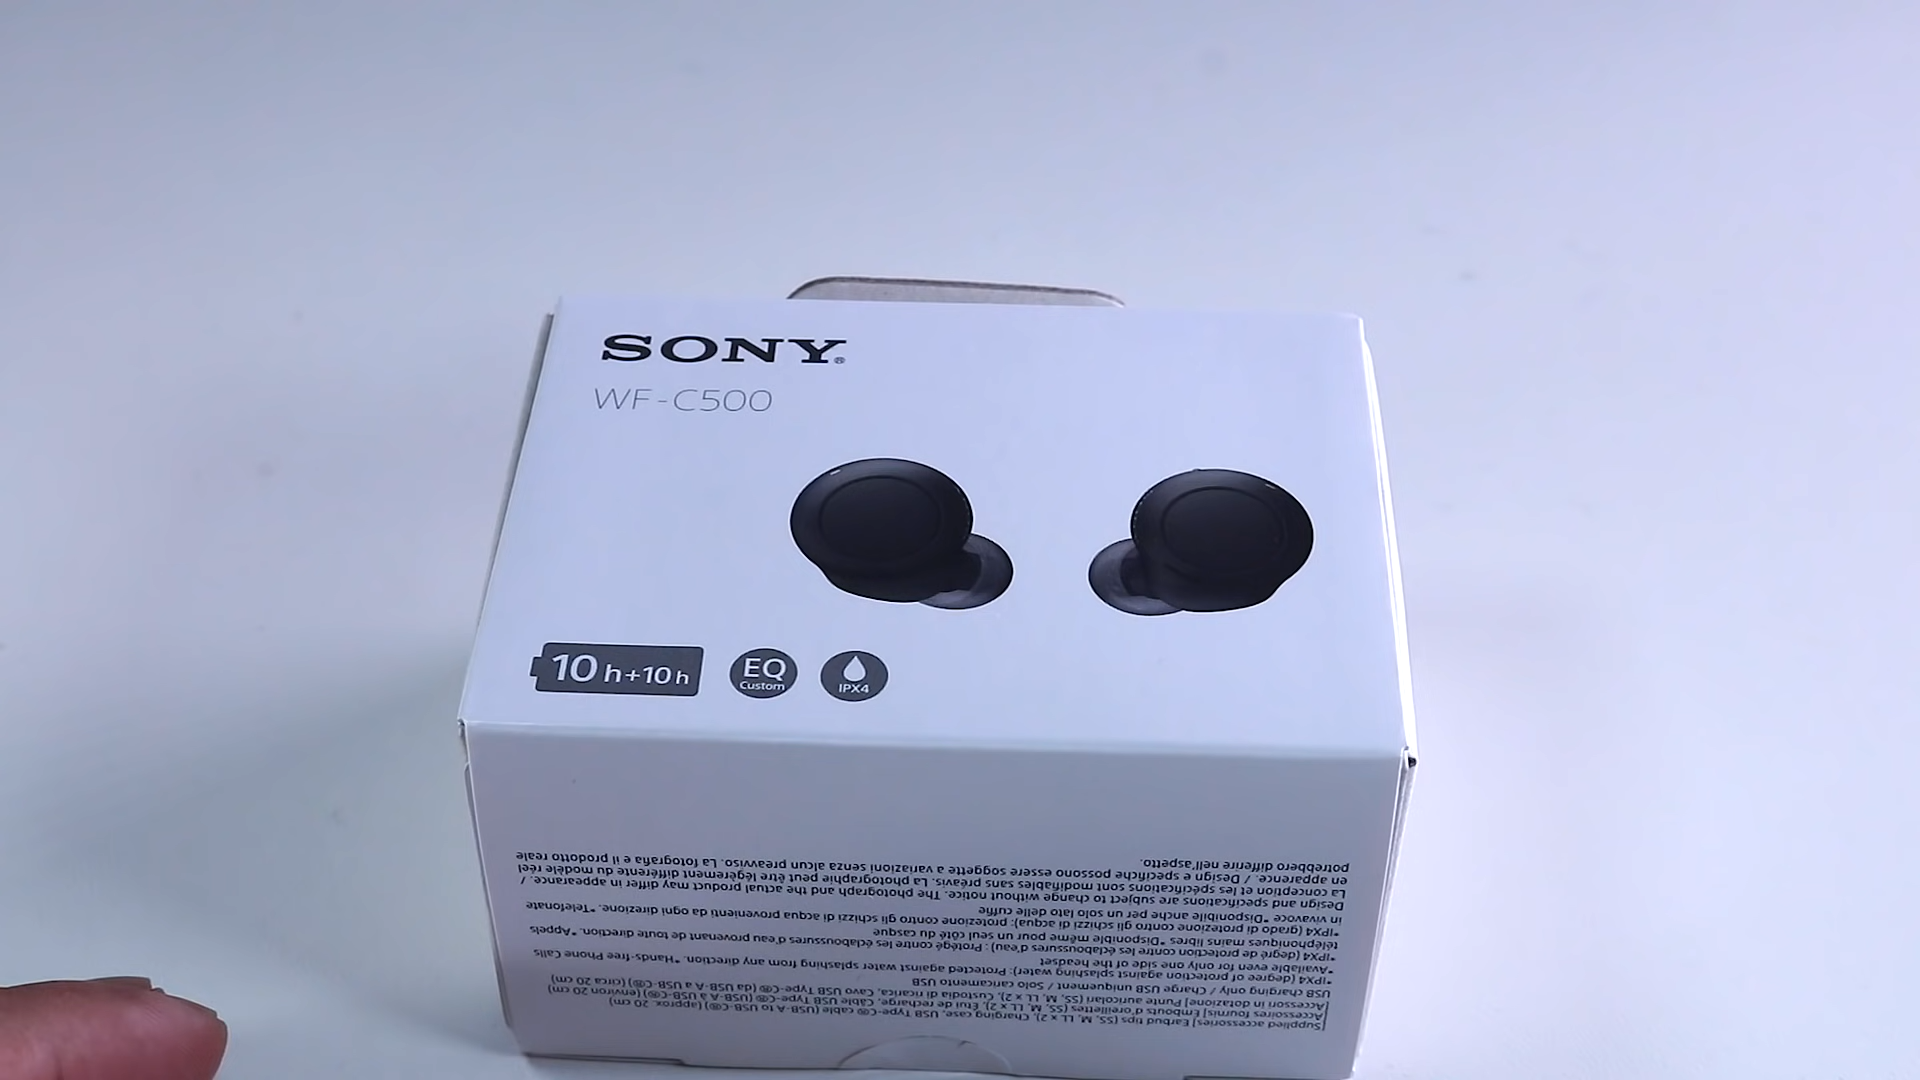 SONY®
WF-C500
10h+10h
EQ
Custom
IPX4
[Supplied accessories] Earbud tips (SS, M, LL x 2), Charging case, USB Type-C® cable (USB-A to USB-C®) (approx. 20 cm)
[Accessoires fournis] Embouts d'oreillettes (SS, M, LL x 2), Étui de recharge, Câble USB Type-C® (USB-A à USB-C®) (environ 20 cm)
[Accessori in dotazione] Punte auricolari (SS, M, LL x 2), Custodia di ricarica, Cavo USB Type-C® (da USB-A a USB-C®) (circa 20 cm)
USB charging only / Charge USB uniquement / Solo caricamento USB
*IPX4 (degree of protection against splashing water): Protected against water splashing from any direction. *Hands-free Phone Calls
*Available even for only one side of the headset
*IPX4 (degré de protection contre les éclaboussures d'eau) : Protégé contre les éclaboussures d'eau provenant de toute direction. *Appels
téléphoniques mains libres *Disponible même pour un seul côté du casque
*IPX4 (grado di protezione contro gli schizzi di acqua): protezione contro gli schizzi di acqua provenienti da ogni direzione. *Telefonate
in vivavoce *Disponibile anche per un solo lato delle cuffie
Design and specifications are subject to change without notice. The photograph and the actual product may differ in appearance. /
La conception et les spécifications sont modifiables sans préavis. La photographie peut être légèrement différente du modèle réel
en apparence. / Design e specifiche possono essere soggette a variazioni senza alcun preavviso. La fotografia e il prodotto reale
potrebbero differire nell'aspetto.